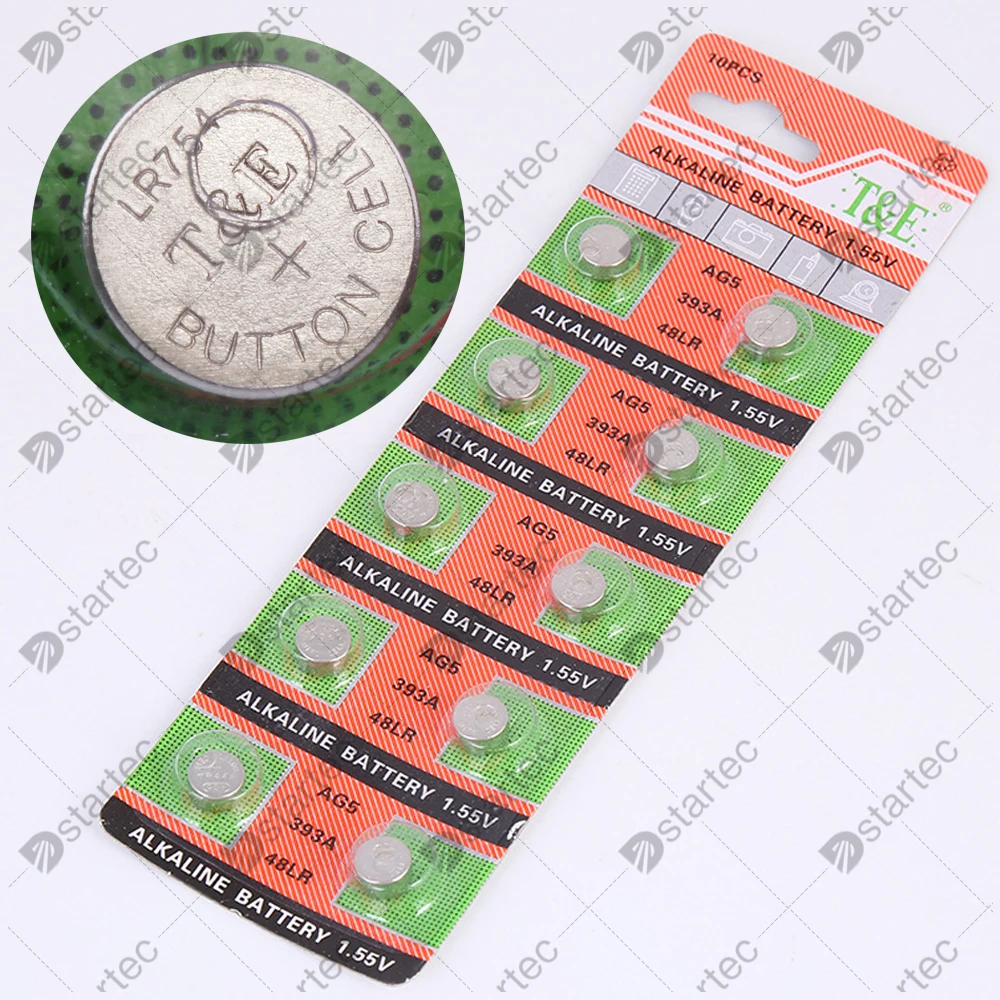 LR754
T&E
T&E
+
BUTTON CELL
10PCS
ALKALINE BATTERY 1.55V
T&E®
AG5
393A
48LR
ALKALINE BATTERY 1.55V
AG5
393A
48LR
ALKALINE BATTERY 1.55V
AG5
393A
48LR
ALKALINE BATTERY 1.55V
AG5
393A
48LR
ALKALINE BATTERY 1.55V
AG5
393A
48LR
ALKALINE BATTERY 1.55V
Dstartec